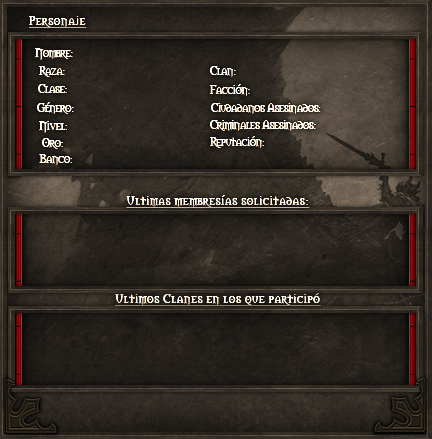 Personaje
Nombre:
Raza:
Clase:
Género:
Nivel:
Oro:
Banco:
Clan:
Facción:
Ciudadanos Asesinados:
Criminales Asesinados:
Reputación:
Ultimas membresías solicitadas:
Ultimos Clanes en los que participó